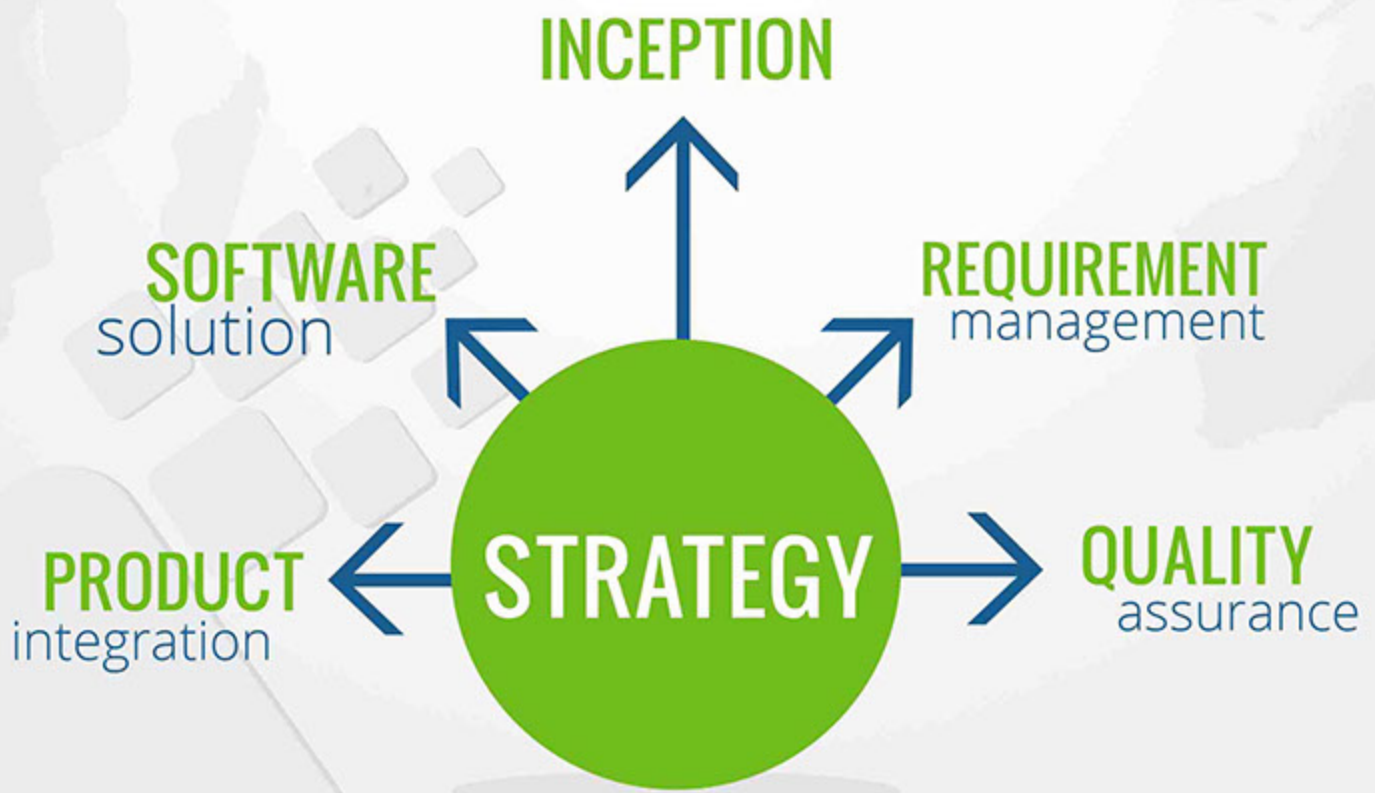 INCEPTION
SOFTWARE
solution
REQUIREMENT
management
PRODUCT
integration
STRATEGY
QUALITY
assurance